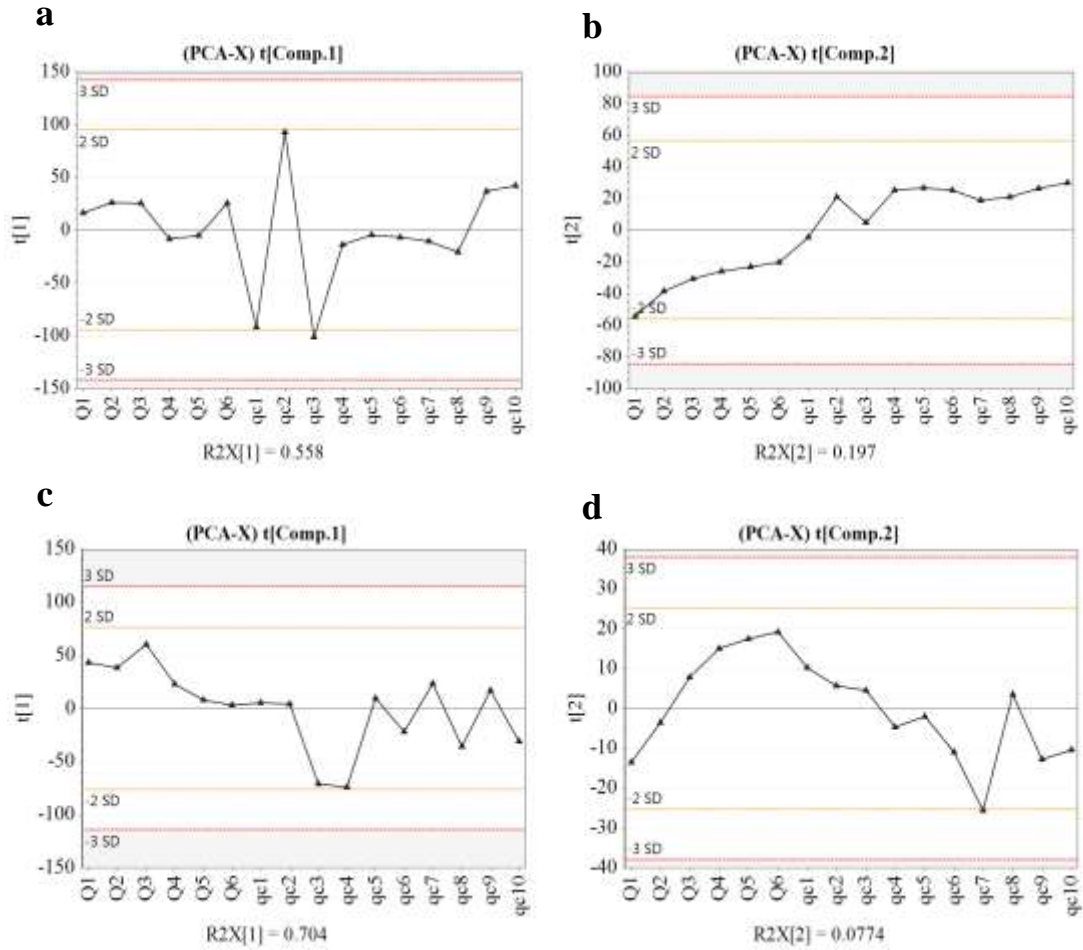 a
(PCA-X) t[Comp.1]
150
100
50
0
-50
-100
-150
t[1]
3 SD
2 SD
-2 SD
-3 SD
Q1 Q2 Q3 Q4 Q5 Q6 qc1 qc2 qc3 qc4 qc5 qc6 qc7 qc8 qc9 qc10
R2X[1] = 0.558
b
(PCA-X) t[Comp.2]
100
80
60
40
20
0
-20
-40
-60
-80
-100
t[2]
3 SD
2 SD
-2 SD
-3 SD
Q1 Q2 Q3 Q4 Q5 Q6 qc1 qc2 qc3 qc4 qc5 qc6 qc7 qc8 qc9 qc10
R2X[2] = 0.197
c
(PCA-X) t[Comp.1]
150
100
50
0
-50
-100
-150
t[1]
3 SD
2 SD
-2 SD
-3 SD
Q1 Q2 Q3 Q4 Q5 Q6 qc1 qc2 qc3 qc4 qc5 qc6 qc7 qc8 qc9 qc10
R2X[1] = 0.704
d
(PCA-X) t[Comp.2]
40
30
20
10
0
-10
-20
-30
-40
t[2]
3 SD
2 SD
-2 SD
-3 SD
Q1 Q2 Q3 Q4 Q5 Q6 qc1 qc2 qc3 qc4 qc5 qc6 qc7 qc8 qc9 qc10
R2X[2] = 0.0774